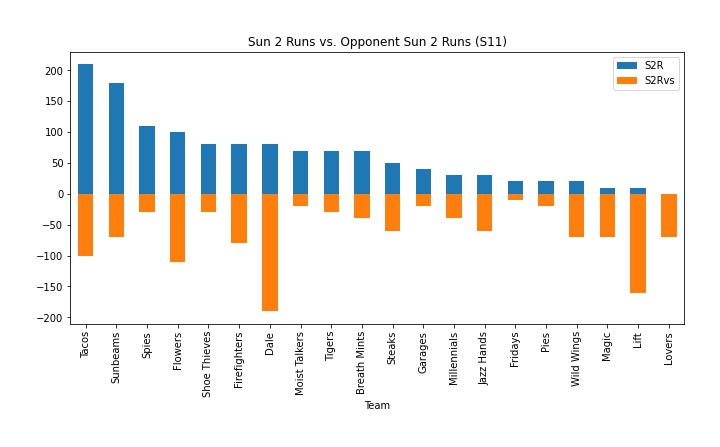 Sun 2 Runs vs. Opponent Sun 2 Runs (S11)
S2R
S2Rvs
200
150
100
50
0
−50
−100
−150
−200
Tacos
Sunbeams
Spies
Flowers
Shoe Thieves
Firefighters
Dale
Moist Talkers
Tigers
Breath Mints
Steaks
Garages
Millennials
Jazz Hands
Fridays
Pies
Wild Wings
Magic
Lift
Lovers
Team